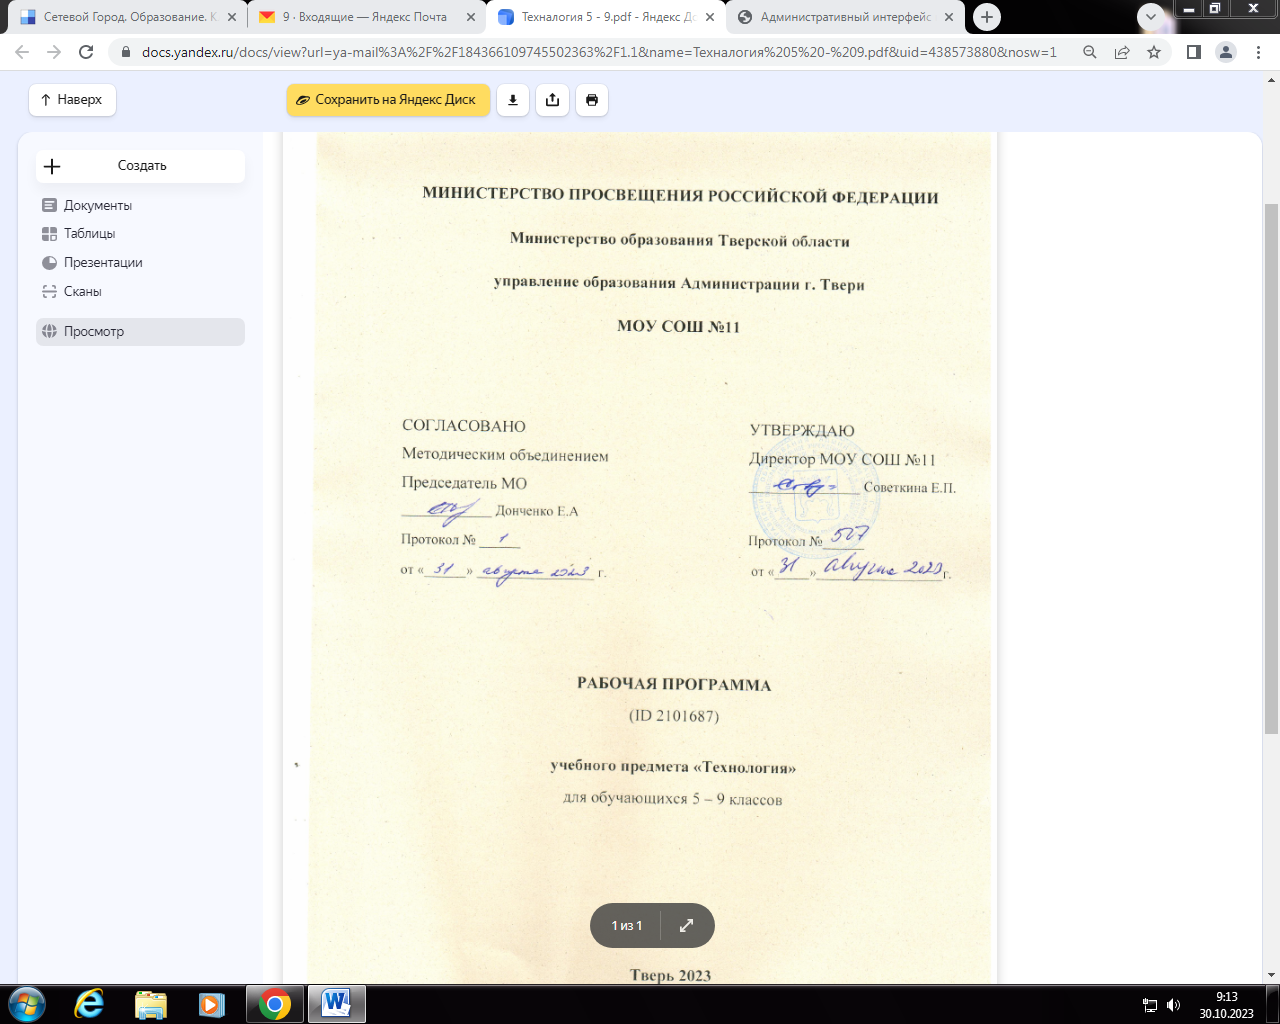 Сетевой Город. Образование. К
9 · Входящие — Яндекс Почта
Техналогия 5 - 9.pdf - Яндекс До
Административный интерфейс
docs.yandex.ru/docs/view?url=ya-mail%3A%2F%2F184366109745502363%2F1.1&name=Техналогия%205%20-%209.pdf&uid=438573880&nosw=1
Наверх
Сохранить на Яндекс Диск
Создать
Документы
Таблицы
Презентации
Сканы
Просмотр
МИНИСТЕРСТВО ПРОСВЕЩЕНИЯ РОССИЙСКОЙ ФЕДЕРАЦИИ
Министерство образования Тверской области
управление образования Администрации г. Твери
МОУ СОШ №11
СОГЛАСОВАНО
Методическим объединением
Председатель МО
Донченко Е.А
Протокол № 1
от «31» августа 2023 г.
УТВЕРЖДАЮ
Директор МОУ СОШ №11
Советкина Е.П.
Протокол № 507
от «31» августа 2023 г.
РАБОЧАЯ ПРОГРАММА
(ID 2101687)
учебного предмета «Технология»
для обучающихся 5 – 9 классов
1 из 1
Тверь 2023
9:13
30.10.2023